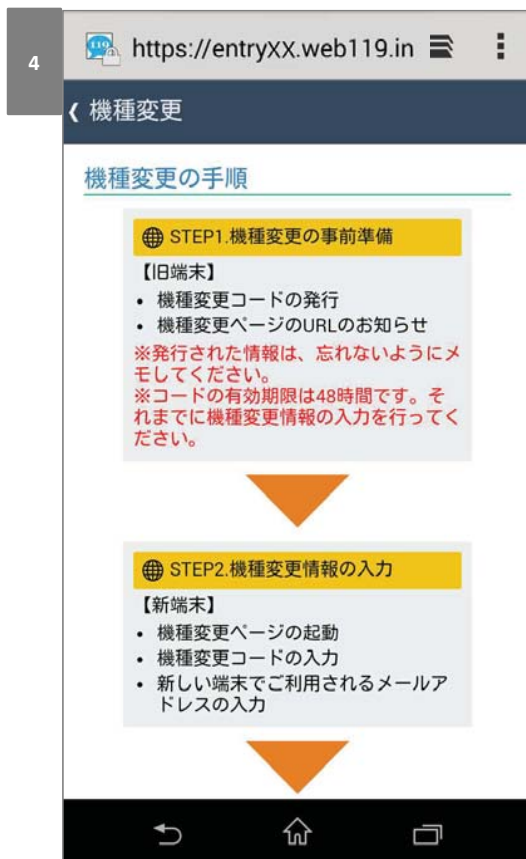 4
https://entryXX.web119.in
機種変更
機種変更の手順
STEP1.機種変更の事前準備
【旧端末】
• 機種変更コードの発行
• 機種変更ページのURLのお知らせ
※発行された情報は、忘れないようにメ
モしてください。
※コードの有効期限は48時間です。そ
れまでに機種変更情報の入力を行ってく
ださい。
STEP2.機種変更情報の入力
【新端末】
• 機種変更ページの起動
• 機種変更コードの入力
• 新しい端末でご利用されるメールア
ドレスの入力